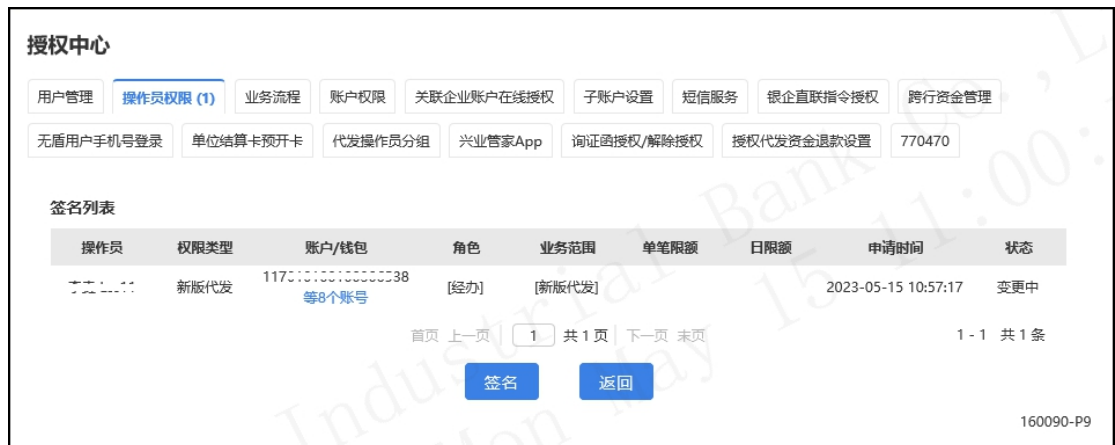 授权中心
用户管理 操作员权限 (1) 业务流程 账户权限 关联企业账户在线授权 子账户设置 短信服务 银企直联指令授权 跨行资金管理
无盾用户手机号登录 单位结算卡预开卡 代发操作员分组 兴业管家App 询证函授权/解除授权 授权代发资金退款设置 770470
签名列表
操作员 权限类型 账户/钱包 角色 业务范围 单笔限额 日限额 申请时间 状态
新版代发 [经办] [新版代发] 2023-05-15 10:57:17 变更中
等8个账号
首页 上一页 1 共 1 页 下一页 末页 1 - 1 共 1 条
签名 返回
160090-P9
Industrial Bank Co., L
Mon May 15 11:00: